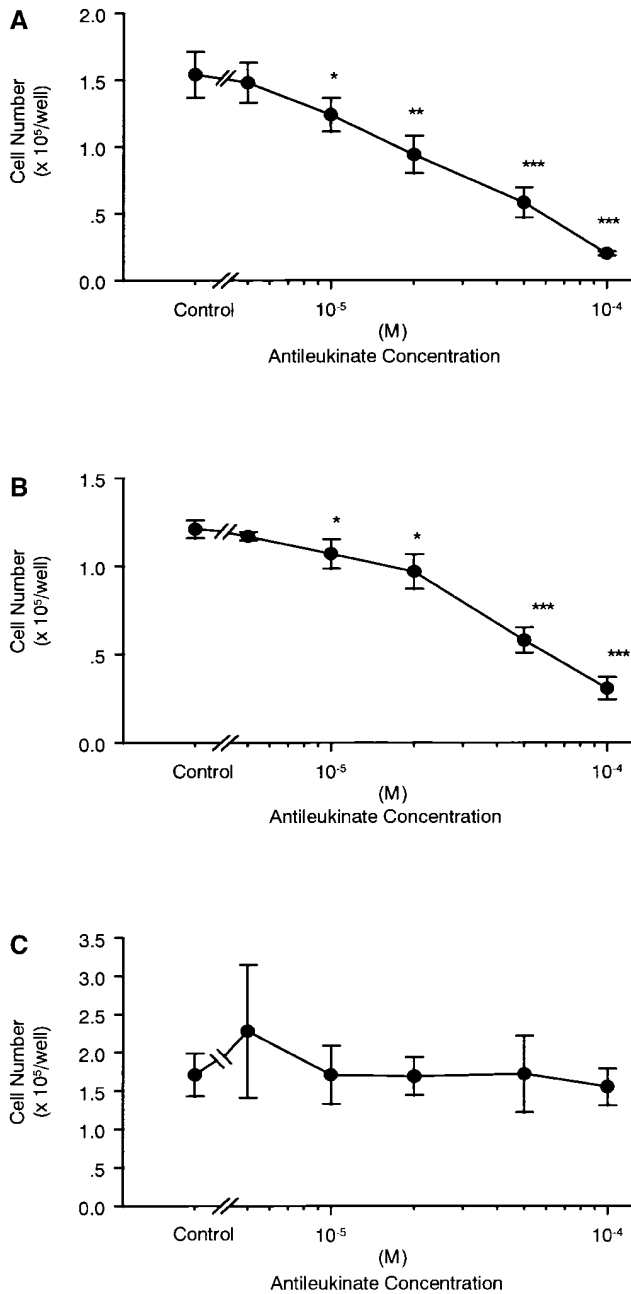 A
2.0
1.5
1.0
.5
0.0
Cell Number
(x 10⁵/well)
*
**
***
***
Control
10⁻⁵
10⁻⁴
(M)
Antileukinate Concentration
B
1.5
1.0
.5
0.0
Cell Number
(x 10⁵/well)
*
*
***
***
Control
10⁻⁵
10⁻⁴
(M)
Antileukinate Concentration
C
3.5
3.0
2.5
2.0
1.5
1.0
.5
0.0
Cell Number
(x 10⁵/well)
Control
10⁻⁵
10⁻⁴
(M)
Antileukinate Concentration